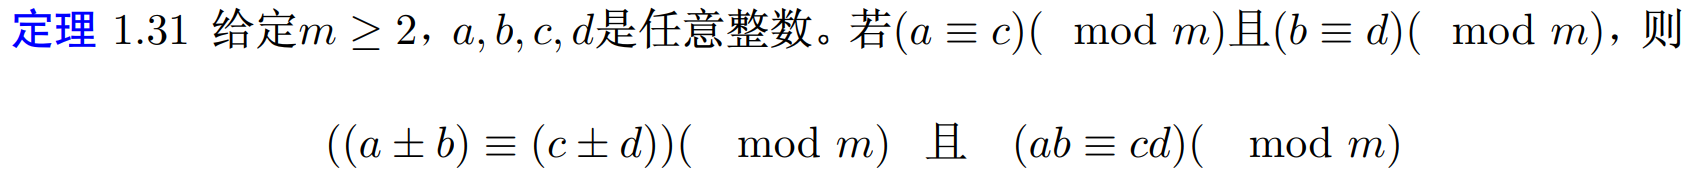 定理 1.31 给定m ≥ 2，a, b, c, d是任意整数。若(a ≡ c)( mod m)且(b ≡ d)( mod m)，则
((a ± b) ≡ (c ± d))( mod m) 且 (ab ≡ cd)( mod m)